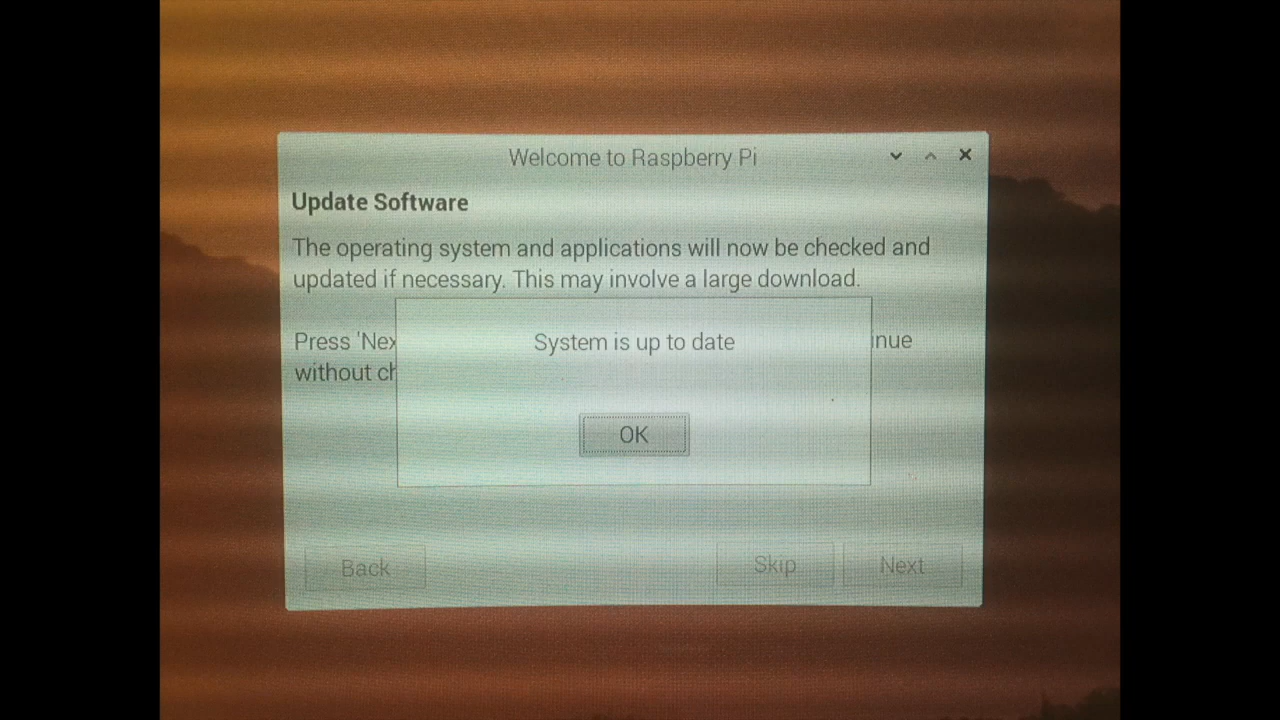 Welcome to Raspberry Pi
Update Software
The operating system and applications will now be checked and
updated if necessary. This may involve a large download.
Press 'Nex
inue
without ch
System is up to date
OK
Back
Skip
Next